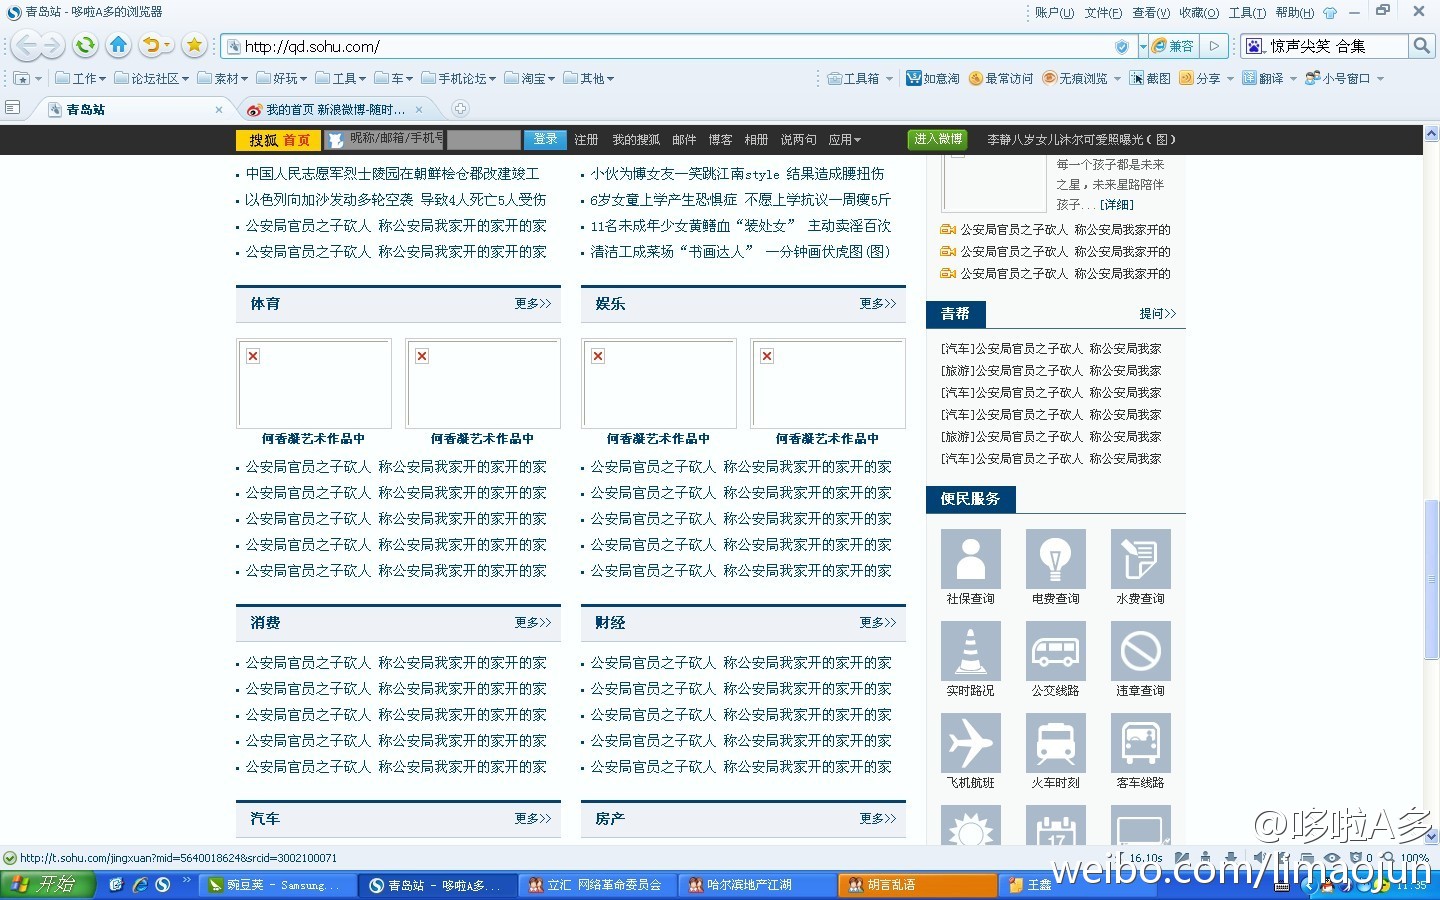 青岛站 - 哆啦A多的浏览器
账户(U) 文件(F) 查看(V) 收藏(O) 工具(T) 帮助(H)
http://qd.sohu.com/
兼容
惊声尖笑 合集
工作 论坛社区 素材 好玩 工具 车 手机论坛 淘宝 其他
工具箱 如意淘 最常访问 无痕浏览 截图 分享 翻译 小号窗口
青岛站
我的首页 新浪微博-随时...
搜狐 首页 昵称/邮箱/手机号 登录 注册 我的搜狐 邮件 博客 相册 说两句 应用 进入微博 李静八岁女儿沐尔可爱照曝光(图)
中国人民志愿军烈士陵园在朝鲜桧仓郡改建竣工
以色列向加沙发动多轮空袭 导致4人死亡5人受伤
公安局官员之子砍人 称公安局我家开的家开的家
公安局官员之子砍人 称公安局我家开的家开的家
小伙为博女友一笑跳江南style 结果造成腰扭伤
6岁女童上学产生恐惧症 不愿上学抗议一周瘦5斤
11名未成年少女黄鳝血“装处女” 主动卖淫百次
清洁工成菜场“书画达人” 一分钟画伏虎图(图)
每一个孩子都是未来
之星，未来星路陪伴
孩子...[详细]
公安局官员之子砍人 称公安局我家开的
公安局官员之子砍人 称公安局我家开的
公安局官员之子砍人 称公安局我家开的
体育 更多>>
何香凝艺术作品中 何香凝艺术作品中
公安局官员之子砍人 称公安局我家开的家开的家
公安局官员之子砍人 称公安局我家开的家开的家
公安局官员之子砍人 称公安局我家开的家开的家
公安局官员之子砍人 称公安局我家开的家开的家
公安局官员之子砍人 称公安局我家开的家开的家
娱乐 更多>>
何香凝艺术作品中 何香凝艺术作品中
公安局官员之子砍人 称公安局我家开的家开的家
公安局官员之子砍人 称公安局我家开的家开的家
公安局官员之子砍人 称公安局我家开的家开的家
公安局官员之子砍人 称公安局我家开的家开的家
公安局官员之子砍人 称公安局我家开的家开的家
青帮 提问>>
[汽车]公安局官员之子砍人 称公安局我家
[旅游]公安局官员之子砍人 称公安局我家
[汽车]公安局官员之子砍人 称公安局我家
[汽车]公安局官员之子砍人 称公安局我家
[旅游]公安局官员之子砍人 称公安局我家
[汽车]公安局官员之子砍人 称公安局我家
消费 更多>>
公安局官员之子砍人 称公安局我家开的家开的家
公安局官员之子砍人 称公安局我家开的家开的家
公安局官员之子砍人 称公安局我家开的家开的家
公安局官员之子砍人 称公安局我家开的家开的家
公安局官员之子砍人 称公安局我家开的家开的家
财经 更多>>
公安局官员之子砍人 称公安局我家开的家开的家
公安局官员之子砍人 称公安局我家开的家开的家
公安局官员之子砍人 称公安局我家开的家开的家
公安局官员之子砍人 称公安局我家开的家开的家
公安局官员之子砍人 称公安局我家开的家开的家
便民服务
社保查询 电费查询 水费查询
实时路况 公交线路 违章查询
飞机航班 火车时刻 客车线路
17
汽车 更多>>
房产 更多>>
@哆啦A多
http://t.sohu.com/jingxuan?mid=5640018624&srcid=3002100071
16.10s 0 100%
weibo.com/limaojun
开始 豌豆荚 - Samsung... 青岛站 - 哆啦A多... 立汇 网络革命委员会 哈尔滨地产江湖 胡言乱语 王鑫 11:35